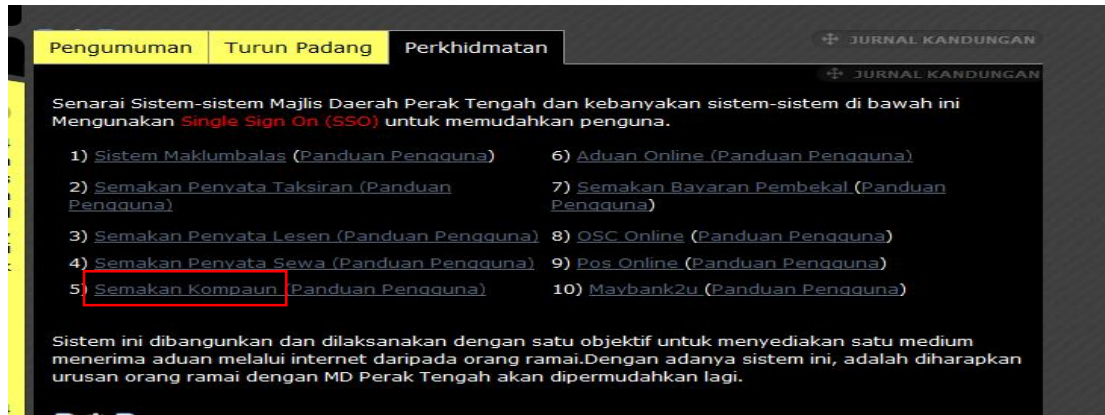 Pengumuman Turun Padang Perkhidmatan
JURNAL KANDUNGAN
JURNAL KANDUNGAN
Senarai Sistem-sistem Majlis Daerah Perak Tengah dan kebanyakan sistem-sistem di bawah ini
Mengunakan Single Sign On (SSO) untuk memudahkan penguna.
1) Sistem Maklumbalas (Panduan Pengguna)
2) Semakan Penyata Taksiran (Panduan
Pengguna)
3) Semakan Penyata Lesen (Panduan Pengguna)
4) Semakan Penyata Sewa (Panduan Pengguna)
5) Semakan Kompaun (Panduan Pengguna)
6) Aduan Online (Panduan Pengguna)
7) Semakan Bayaran Pembekal (Panduan
Pengguna)
8) OSC Online (Panduan Pengguna)
9) Pos Online (Panduan Pengguna)
10) Maybank2u (Panduan Pengguna)
Sistem ini dibangunkan dan dilaksanakan dengan satu objektif untuk menyediakan satu medium
menerima aduan melalui internet daripada orang ramai.Dengan adanya sistem ini, adalah diharapkan
urusan orang ramai dengan MD Perak Tengah akan dipermudahkan lagi.